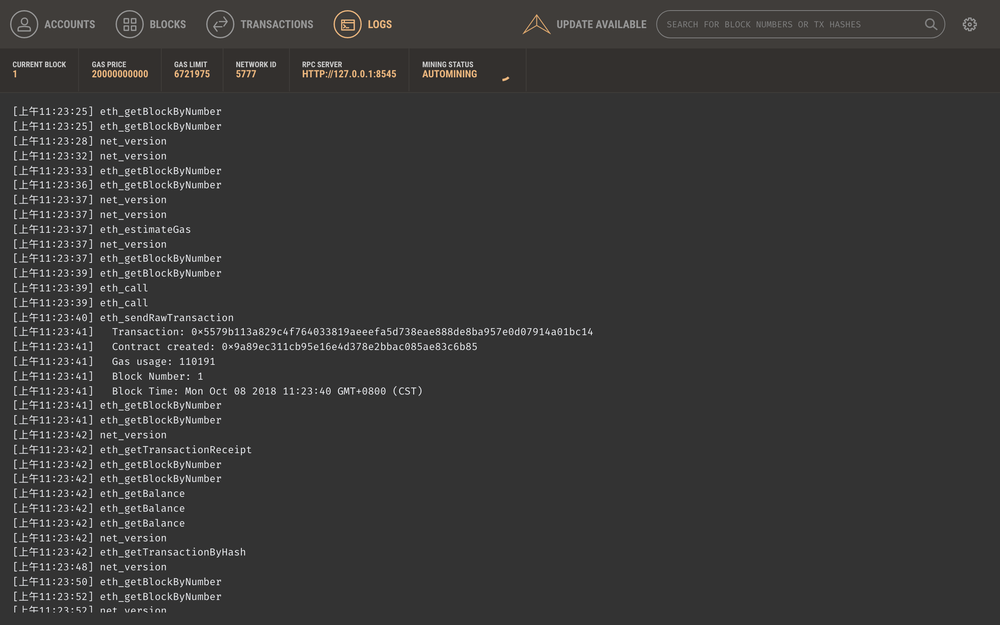 ACCOUNTS BLOCKS TRANSACTIONS LOGS UPDATE AVAILABLE SEARCH FOR BLOCK NUMBERS OR TX HASHES
CURRENT BLOCK GAS PRICE GAS LIMIT NETWORK ID RPC SERVER MINING STATUS
1 20000000000 6721975 5777 HTTP://127.0.0.1:8545 AUTOMINING
[上午11:23:25] eth_getBlockByNumber
[上午11:23:25] eth_getBlockByNumber
[上午11:23:28] net_version
[上午11:23:32] net_version
[上午11:23:33] eth_getBlockByNumber
[上午11:23:36] eth_getBlockByNumber
[上午11:23:37] net_version
[上午11:23:37] net_version
[上午11:23:37] eth_estimateGas
[上午11:23:37] net_version
[上午11:23:37] eth_getBlockByNumber
[上午11:23:39] eth_getBlockByNumber
[上午11:23:39] eth_call
[上午11:23:39] eth_call
[上午11:23:40] eth_sendRawTransaction
[上午11:23:41] Transaction: 0x5579b113a829c4f764033819aeeefa5d738eae888de8ba957e0d07914a01bc14
[上午11:23:41] Contract created: 0x9a89ec311cb95e16e4d378e2bbac085ae83c6b85
[上午11:23:41] Gas usage: 110191
[上午11:23:41] Block Number: 1
[上午11:23:41] Block Time: Mon Oct 08 2018 11:23:40 GMT+0800 (CST)
[上午11:23:41] eth_getBlockByNumber
[上午11:23:41] eth_getBlockByNumber
[上午11:23:42] net_version
[上午11:23:42] eth_getTransactionReceipt
[上午11:23:42] eth_getBlockByNumber
[上午11:23:42] eth_getBlockByNumber
[上午11:23:42] eth_getBalance
[上午11:23:42] eth_getBalance
[上午11:23:42] eth_getBalance
[上午11:23:42] net_version
[上午11:23:42] eth_getTransactionByHash
[上午11:23:48] net_version
[上午11:23:50] eth_getBlockByNumber
[上午11:23:52] eth_getBlockByNumber
[上午11:23:52] net_version